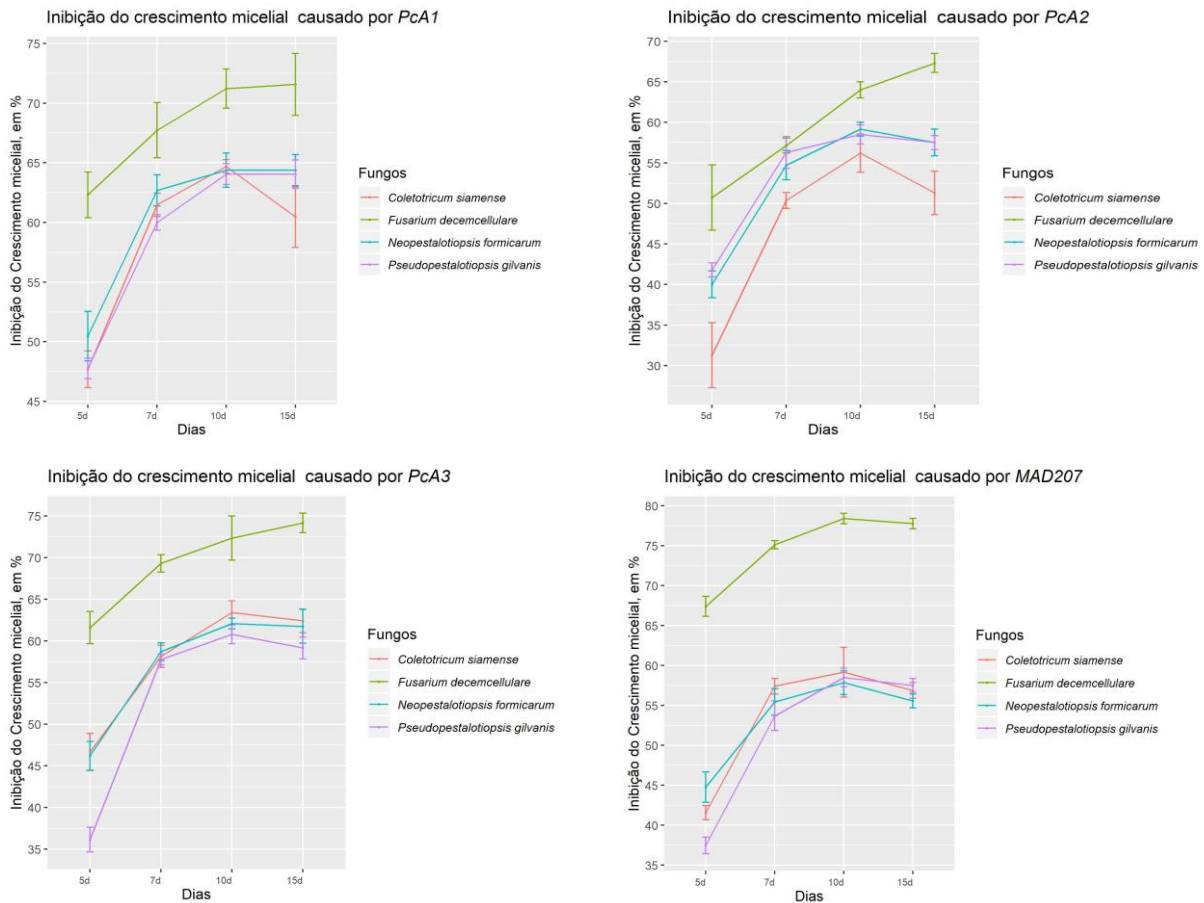 Inibição do crescimento micelial causado por PcA1
Inibição do Crescimento micelial, em %
75
70
65
60
55
50
45
5d
7d
10d
15d
Dias
Fungos
Coletotricum siamense
Fusarium decemcellulare
Neopestalotiopsis formicarum
Pseudopestalotiopsis gilvanis
Inibição do crescimento micelial causado por PcA2
Inibição do Crescimento micelial, em %
70
65
60
55
50
45
40
35
30
5d
7d
10d
15d
Dias
Fungos
Coletotricum siamense
Fusarium decemcellulare
Neopestalotiopsis formicarum
Pseudopestalotiopsis gilvanis
Inibição do crescimento micelial causado por PcA3
Inibição do Crescimento micelial, em %
75
70
65
60
55
50
45
40
35
5d
7d
10d
15d
Dias
Fungos
Coletotricum siamense
Fusarium decemcellulare
Neopestalotiopsis formicarum
Pseudopestalotiopsis gilvanis
Inibição do crescimento micelial causado por MAD207
Inibição do Crescimento micelial, em %
80
75
70
65
60
55
50
45
40
35
5d
7d
10d
15d
Dias
Fungos
Coletotricum siamense
Fusarium decemcellulare
Neopestalotiopsis formicarum
Pseudopestalotiopsis gilvanis